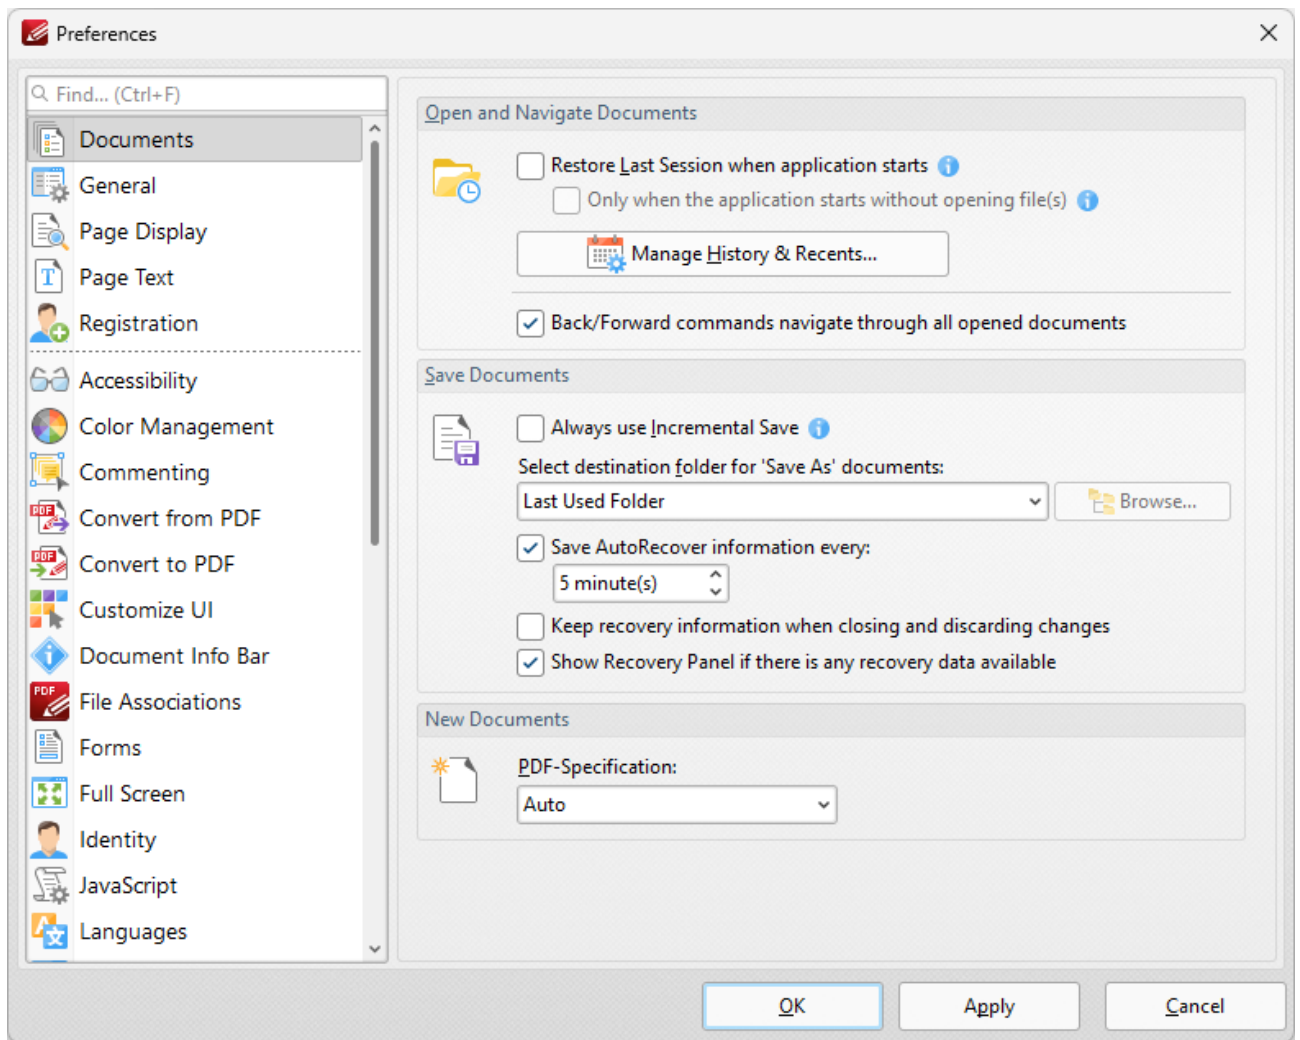 Preferences
Find... (Ctrl+F)
Documents
General
Page Display
Page Text
Registration
Accessibility
Color Management
Commenting
Convert from PDF
Convert to PDF
Customize UI
Document Info Bar
File Associations
Forms
Full Screen
Identity
JavaScript
Languages
Open and Navigate Documents
Restore Last Session when application starts
Only when the application starts without opening file(s)
Manage History & Recents...
Back/Forward commands navigate through all opened documents
Save Documents
Always use Incremental Save
Select destination folder for 'Save As' documents:
Last Used Folder
Browse...
Save AutoRecover information every:
5 minute(s)
Keep recovery information when closing and discarding changes
Show Recovery Panel if there is any recovery data available
New Documents
PDF-Specification:
Auto
OK
Apply
Cancel